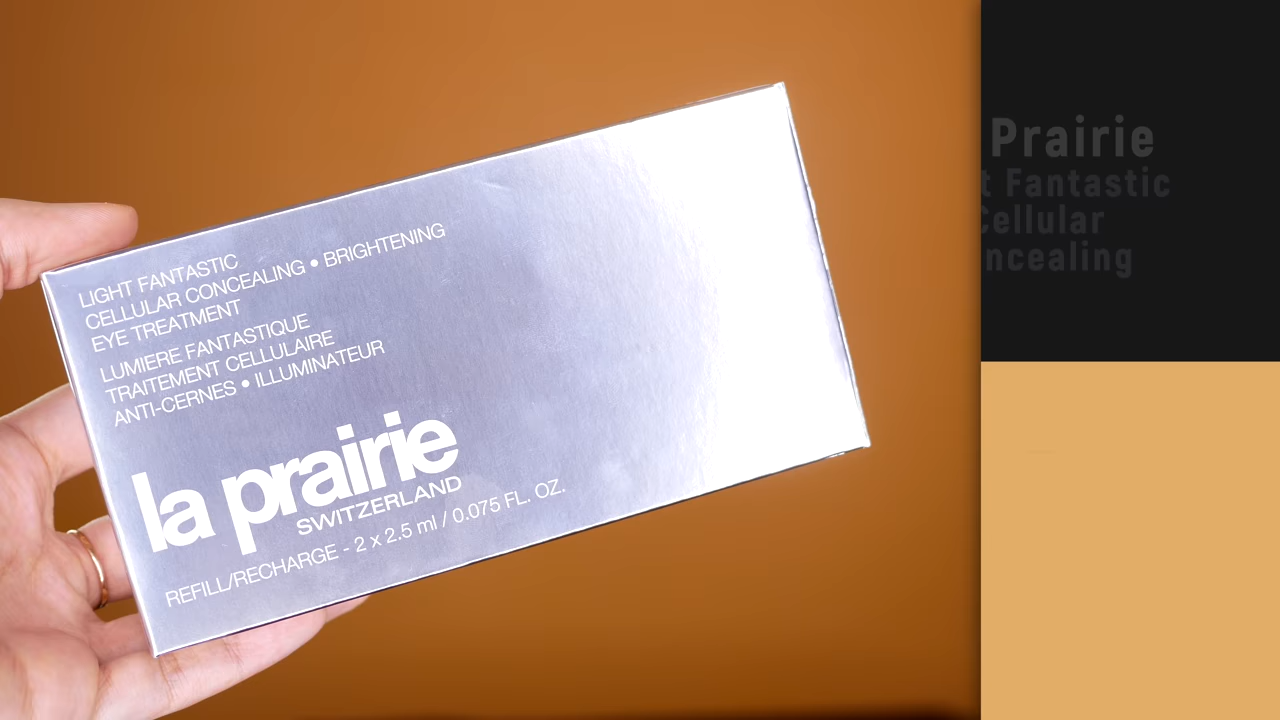 LIGHT FANTASTIC
CELLULAR CONCEALING • BRIGHTENING
EYE TREATMENT
LUMIERE FANTASTIQUE
TRAITEMENT CELLULAIRE
ANTI-CERNES • ILLUMINATEUR
la prairie
SWITZERLAND
REFILL/RECHARGE - 2 x 2.5 ml / 0.075 FL. OZ.
Prairie
t Fantastic
Cellular
ncealing